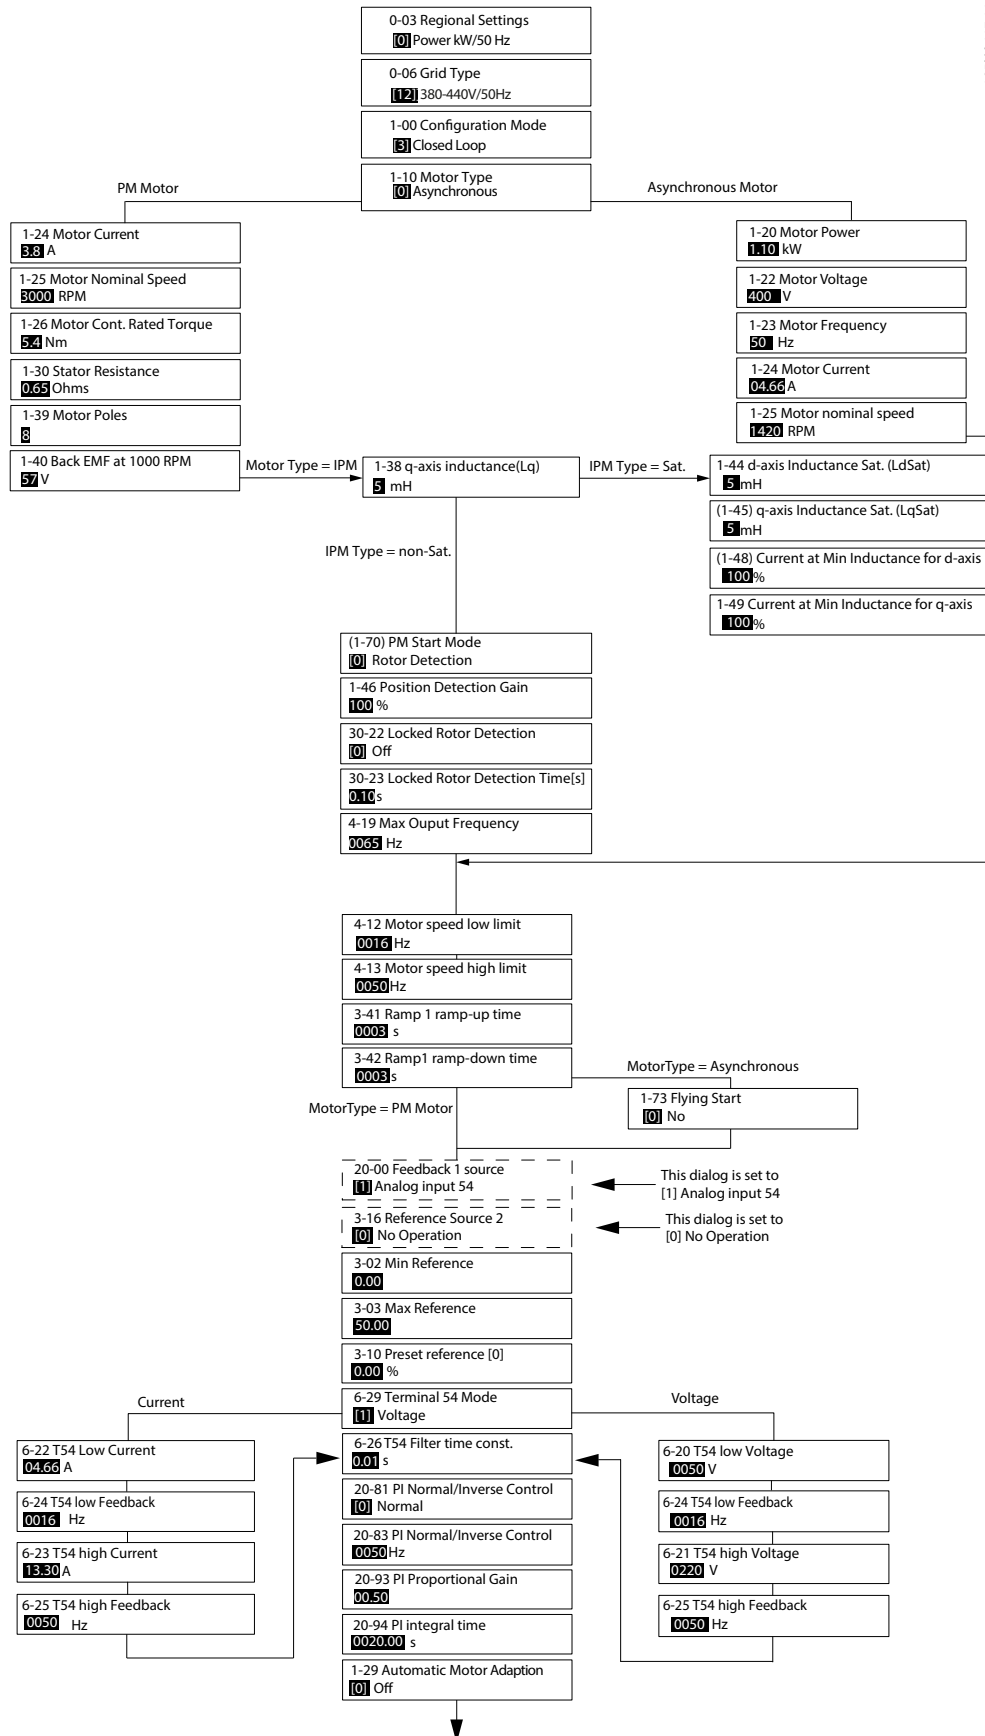 0-03 Regional Settings
[0] Power kW/50 Hz
0-06 Grid Type
[12] 380-440V/50Hz
1-00 Configuration Mode
[3] Closed Loop
1-10 Motor Type
[0] Asynchronous
PM Motor
Asynchronous Motor
1-24 Motor Current
3.8 A
1-25 Motor Nominal Speed
3000 RPM
1-26 Motor Cont. Rated Torque
5.4 Nm
1-30 Stator Resistance
0.65 Ohms
1-39 Motor Poles
8
1-40 Back EMF at 1000 RPM
57 V
1-20 Motor Power
1.10 kW
1-22 Motor Voltage
400 V
1-23 Motor Frequency
50 Hz
1-24 Motor Current
04.66 A
1-25 Motor nominal speed
1420 RPM
Motor Type = IPM
1-38 q-axis inductance(Lq)
5 mH
IPM Type = Sat.
1-44 d-axis Inductance Sat. (LdSat)
5 mH
(1-45) q-axis Inductance Sat. (LqSat)
5 mH
(1-48) Current at Min Inductance for d-axis
100 %
1-49 Current at Min Inductance for q-axis
100 %
IPM Type = non-Sat.
(1-70) PM Start Mode
[0] Rotor Detection
1-46 Position Detection Gain
100 %
30-22 Locked Rotor Detection
[0] Off
30-23 Locked Rotor Detection Time[s]
0.10 s
4-19 Max Ouput Frequency
0065 Hz
4-12 Motor speed low limit
0016 Hz
4-13 Motor speed high limit
0050 Hz
3-41 Ramp 1 ramp-up time
0003 s
3-42 Ramp1 ramp-down time
0003 s
MotorType = Asynchronous
MotorType = PM Motor
1-73 Flying Start
[0] No
20-00 Feedback 1 source
[1] Analog input 54
This dialog is set to
[1] Analog input 54
3-16 Reference Source 2
[0] No Operation
This dialog is set to
[0] No Operation
3-02 Min Reference
0.00
3-03 Max Reference
50.00
3-10 Preset reference [0]
0.00 %
6-29 Terminal 54 Mode
[1] Voltage
Current
Voltage
6-22 T54 Low Current
04.66 A
6-24 T54 low Feedback
0016 Hz
6-23 T54 high Current
13.30 A
6-25 T54 high Feedback
0050 Hz
6-26 T54 Filter time const.
0.01 s
20-81 PI Normal/Inverse Control
[0] Normal
20-83 PI Normal/Inverse Control
0050 Hz
20-93 PI Proportional Gain
00.50
20-94 PI integral time
0020.00 s
1-29 Automatic Motor Adaption
[0] Off
6-20 T54 low Voltage
0050 V
6-24 T54 low Feedback
0016 Hz
6-21 T54 high Voltage
0220 V
6-25 T54 high Feedback
0050 Hz